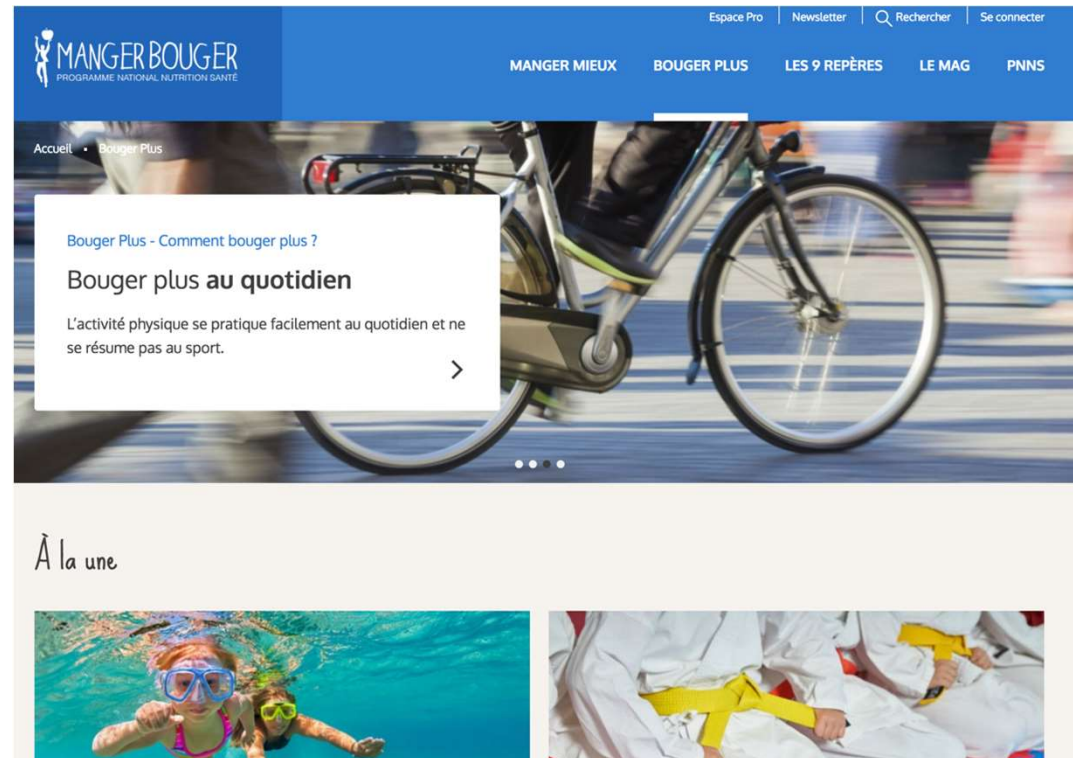 Espace Pro
Newsletter
Rechercher
Se connecter
MANGER BOUGER
PROGRAMME NATIONAL NUTRITION SANTÉ
MANGER MIEUX
BOUGER PLUS
LES 9 REPÈRES
LE MAG
PNNS
Accueil • Bouger Plus
Bouger Plus - Comment bouger plus ?
Bouger plus au quotidien
L'activité physique se pratique facilement au quotidien et ne
se résume pas au sport.
À la une